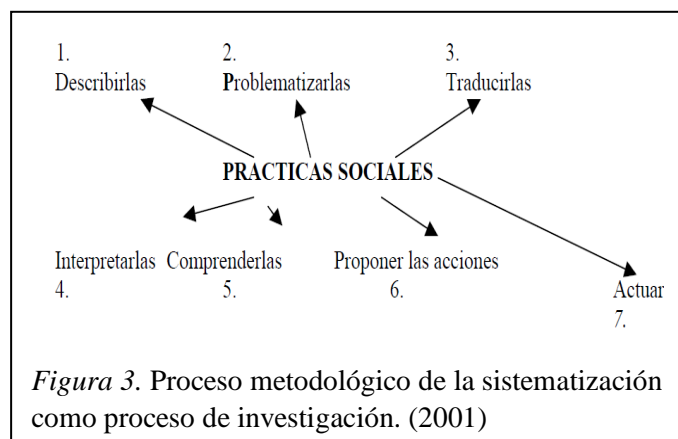 1. 2. 3.
Describirlas Problematizarlas Traducirlas
PRACTICAS SOCIALES
Interpretarlas Comprenderlas Proponer las acciones
4. 5. 6. Actuar
7.
Figura 3. Proceso metodológico de la sistematización
como proceso de investigación. (2001)